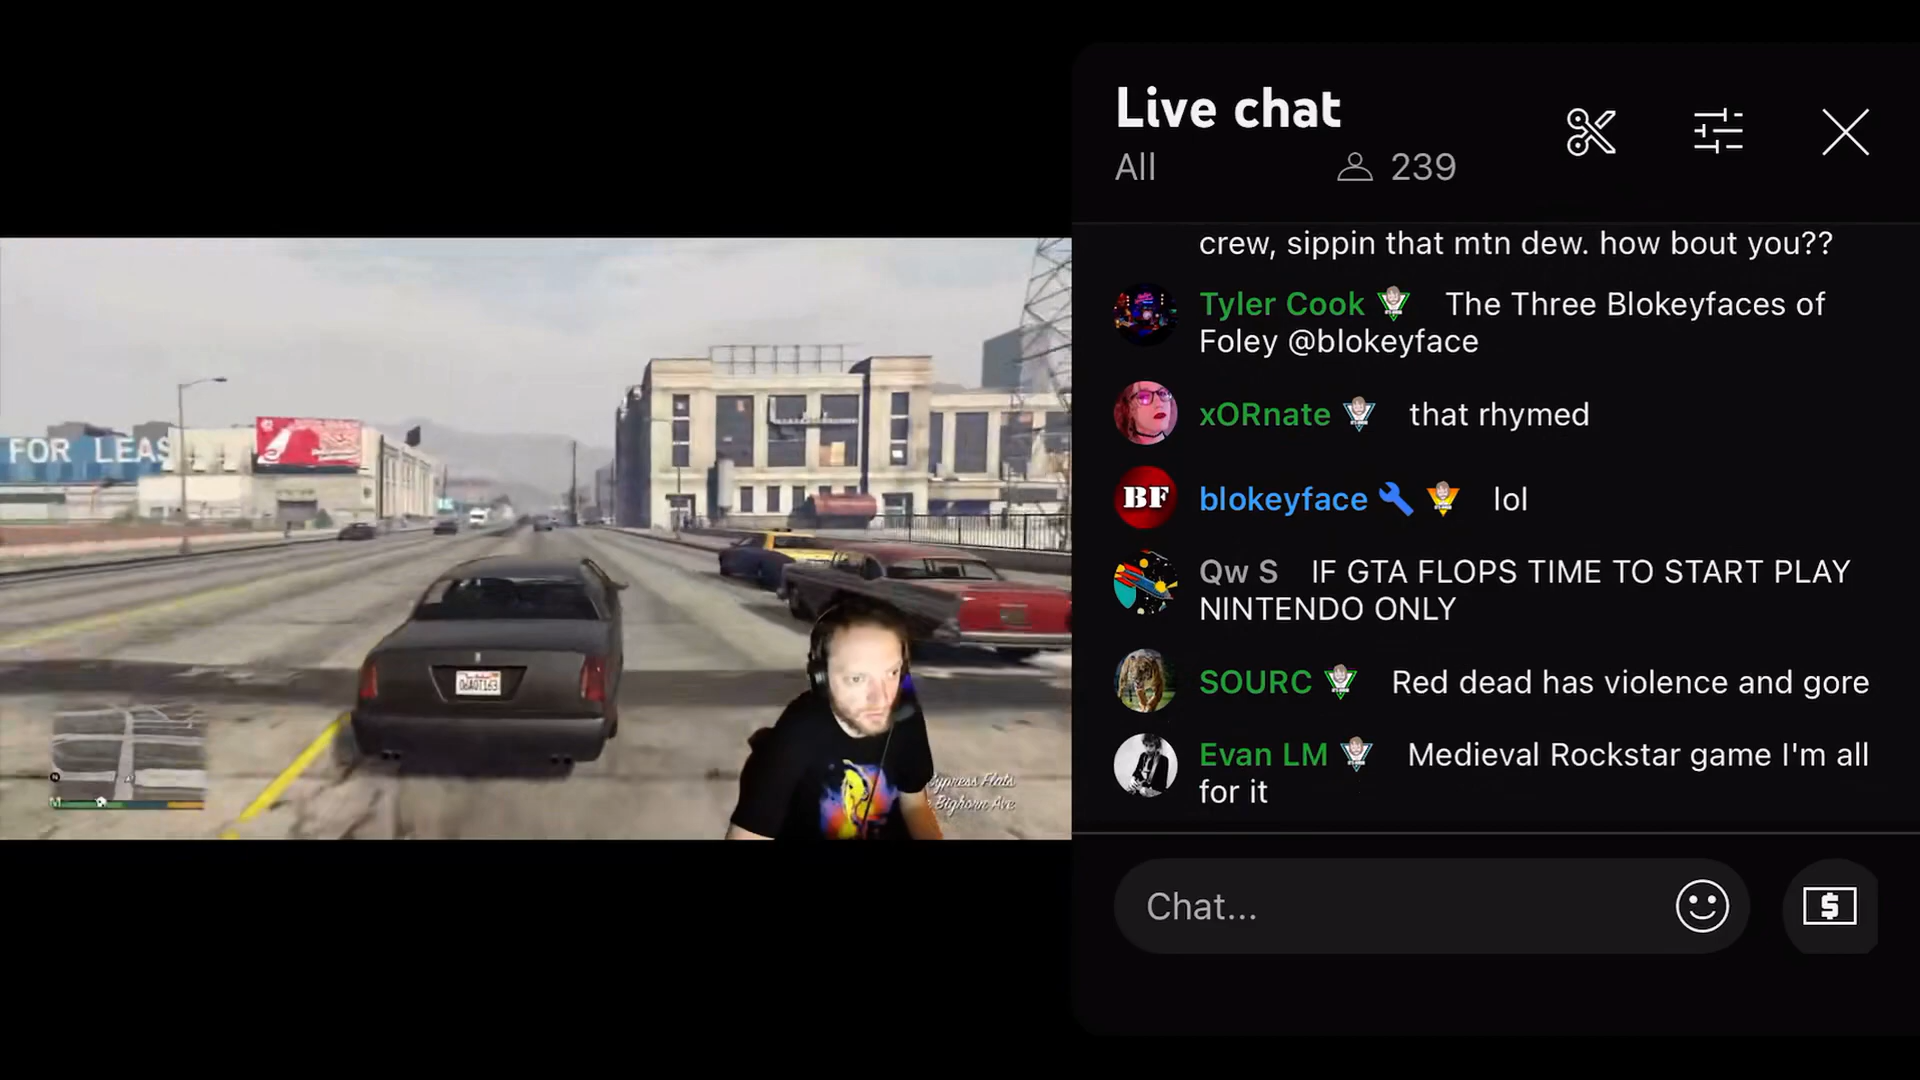 FOR LEAS
06AOT163
M
Cypress Flats
Bighorn Ave
Live chat
All
239
crew, sippin that mtn dew. how bout you??
Tyler Cook The Three Blokeyfaces of
Foley @blokeyface
xORnate that rhymed
BF
blokeyface lol
Qw S IF GTA FLOPS TIME TO START PLAY
NINTENDO ONLY
SOURC Red dead has violence and gore
Evan LM Medieval Rockstar game I'm all
for it
Chat...
$